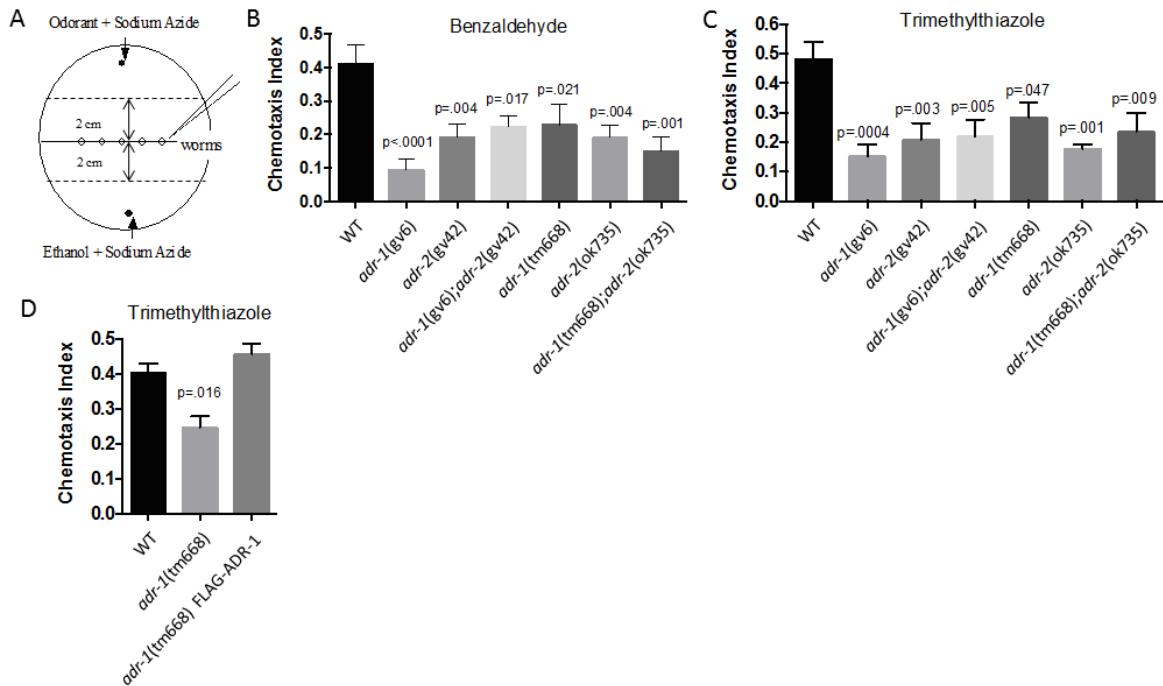 A
Odorant + Sodium Azide
2 cm
worms
2 cm
Ethanol + Sodium Azide
B
Benzaldehyde
Chemotaxis Index
0.5
0.4
0.3
0.2
0.1
0.0
p<.0001
p=.004
p=.017
p=.021
p=.004
p=.001
WT
adr-1(gv6)
adr-2(gv42)
adr-1(gv6);adr-2(gv42)
adr-1(tm668)
adr-2(ok735)
adr-1(tm668);adr-2(ok735)
C
Trimethylthiazole
Chemotaxis Index
0.6
0.5
0.4
0.3
0.2
0.1
0.0
p=.0004
p=.003
p=.005
p=.047
p=.001
p=.009
WT
adr-1(gv6)
adr-2(gv42)
adr-1(gv6);adr-2(gv42)
adr-1(tm668)
adr-2(ok735)
adr-1(tm668);adr-2(ok735)
D
Trimethylthiazole
Chemotaxis Index
0.5
0.4
0.3
0.2
0.1
0.0
p=.016
WT
adr-1(tm668)
adr-1(tm668) FLAG-ADR-1